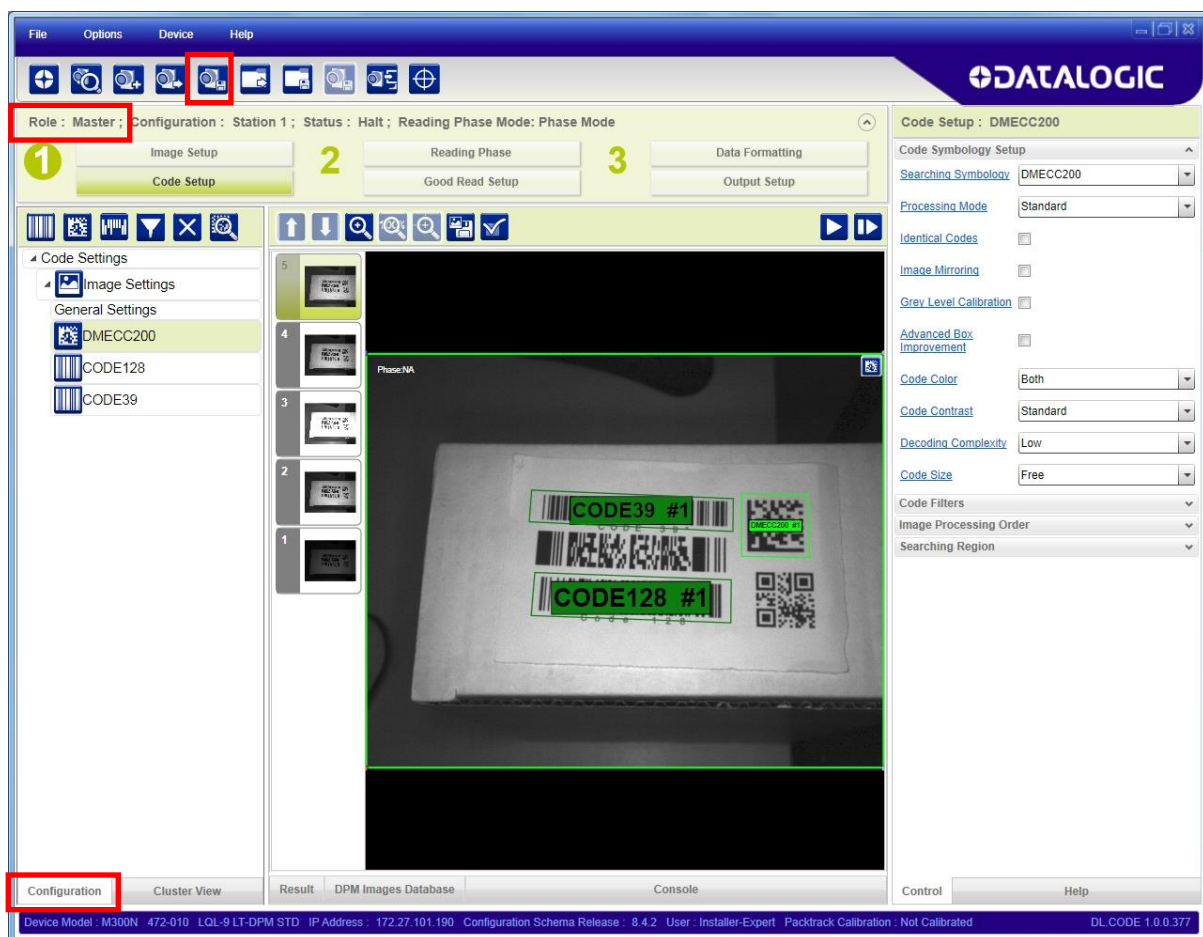 File Options Device Help
DATALOGIC
Role : Master ; Configuration : Station 1 ; Status : Halt ; Reading Phase Mode: Phase Mode
1 Image Setup 2 Reading Phase 3 Data Formatting
Code Setup Good Read Setup Output Setup
Code Settings
Image Settings
General Settings
DMECC200
CODE128
CODE39
5
4
3
2
1
Phase:NA
CODE39 #1
DMECC200 #1
CODE128 #1
Code 128
Code Setup : DMECC200
Code Symbology Setup
Searching Symbology DMECC200
Processing Mode Standard
Identical Codes
Image Mirroring
Grey Level Calibration
Advanced Box
Improvement
Code Color Both
Code Contrast Standard
Decoding Complexity Low
Code Size Free
Code Filters
Image Processing Order
Searching Region
Configuration Cluster View Result DPM Images Database Console Control Help
Device Model : M300N 472-010 LQL-9 LT-DPM STD IP Address : 172.27.101.190 Configuration Schema Release : 8.4.2 User : Installer-Expert Packtrack Calibration : Not Calibrated DL.CODE 1.0.0.377